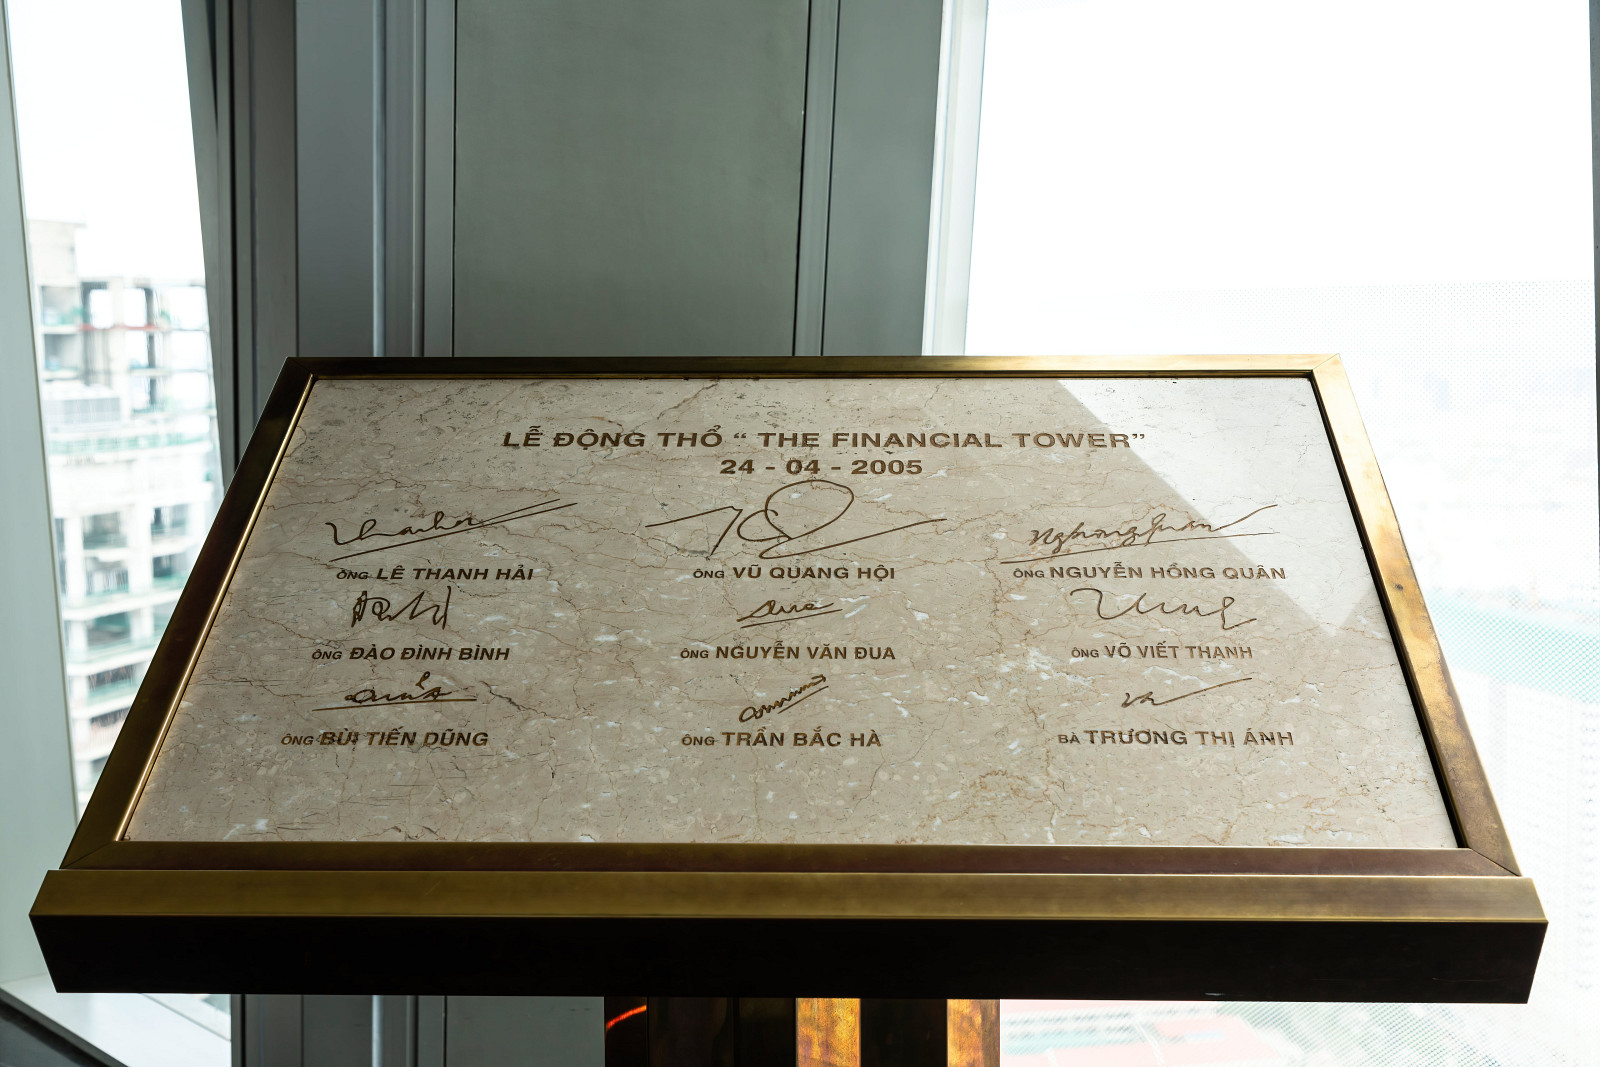 LỄ ĐỘNG THỔ “ THE FINANCIAL TOWER”
24 - 04 - 2005
ÔNG LÊ THANH HẢI ÔNG VŨ QUANG HỘI ÔNG NGUYỄN HỒNG QUÂN
ÔNG ĐÀO ĐÌNH BÌNH ÔNG NGUYỄN VĂN ĐUA ÔNG VÕ VIẾT THANH
ÔNG BÙI TIẾN DŨNG ÔNG TRẦN BẮC HÀ BÀ TRƯƠNG THỊ ÁNH